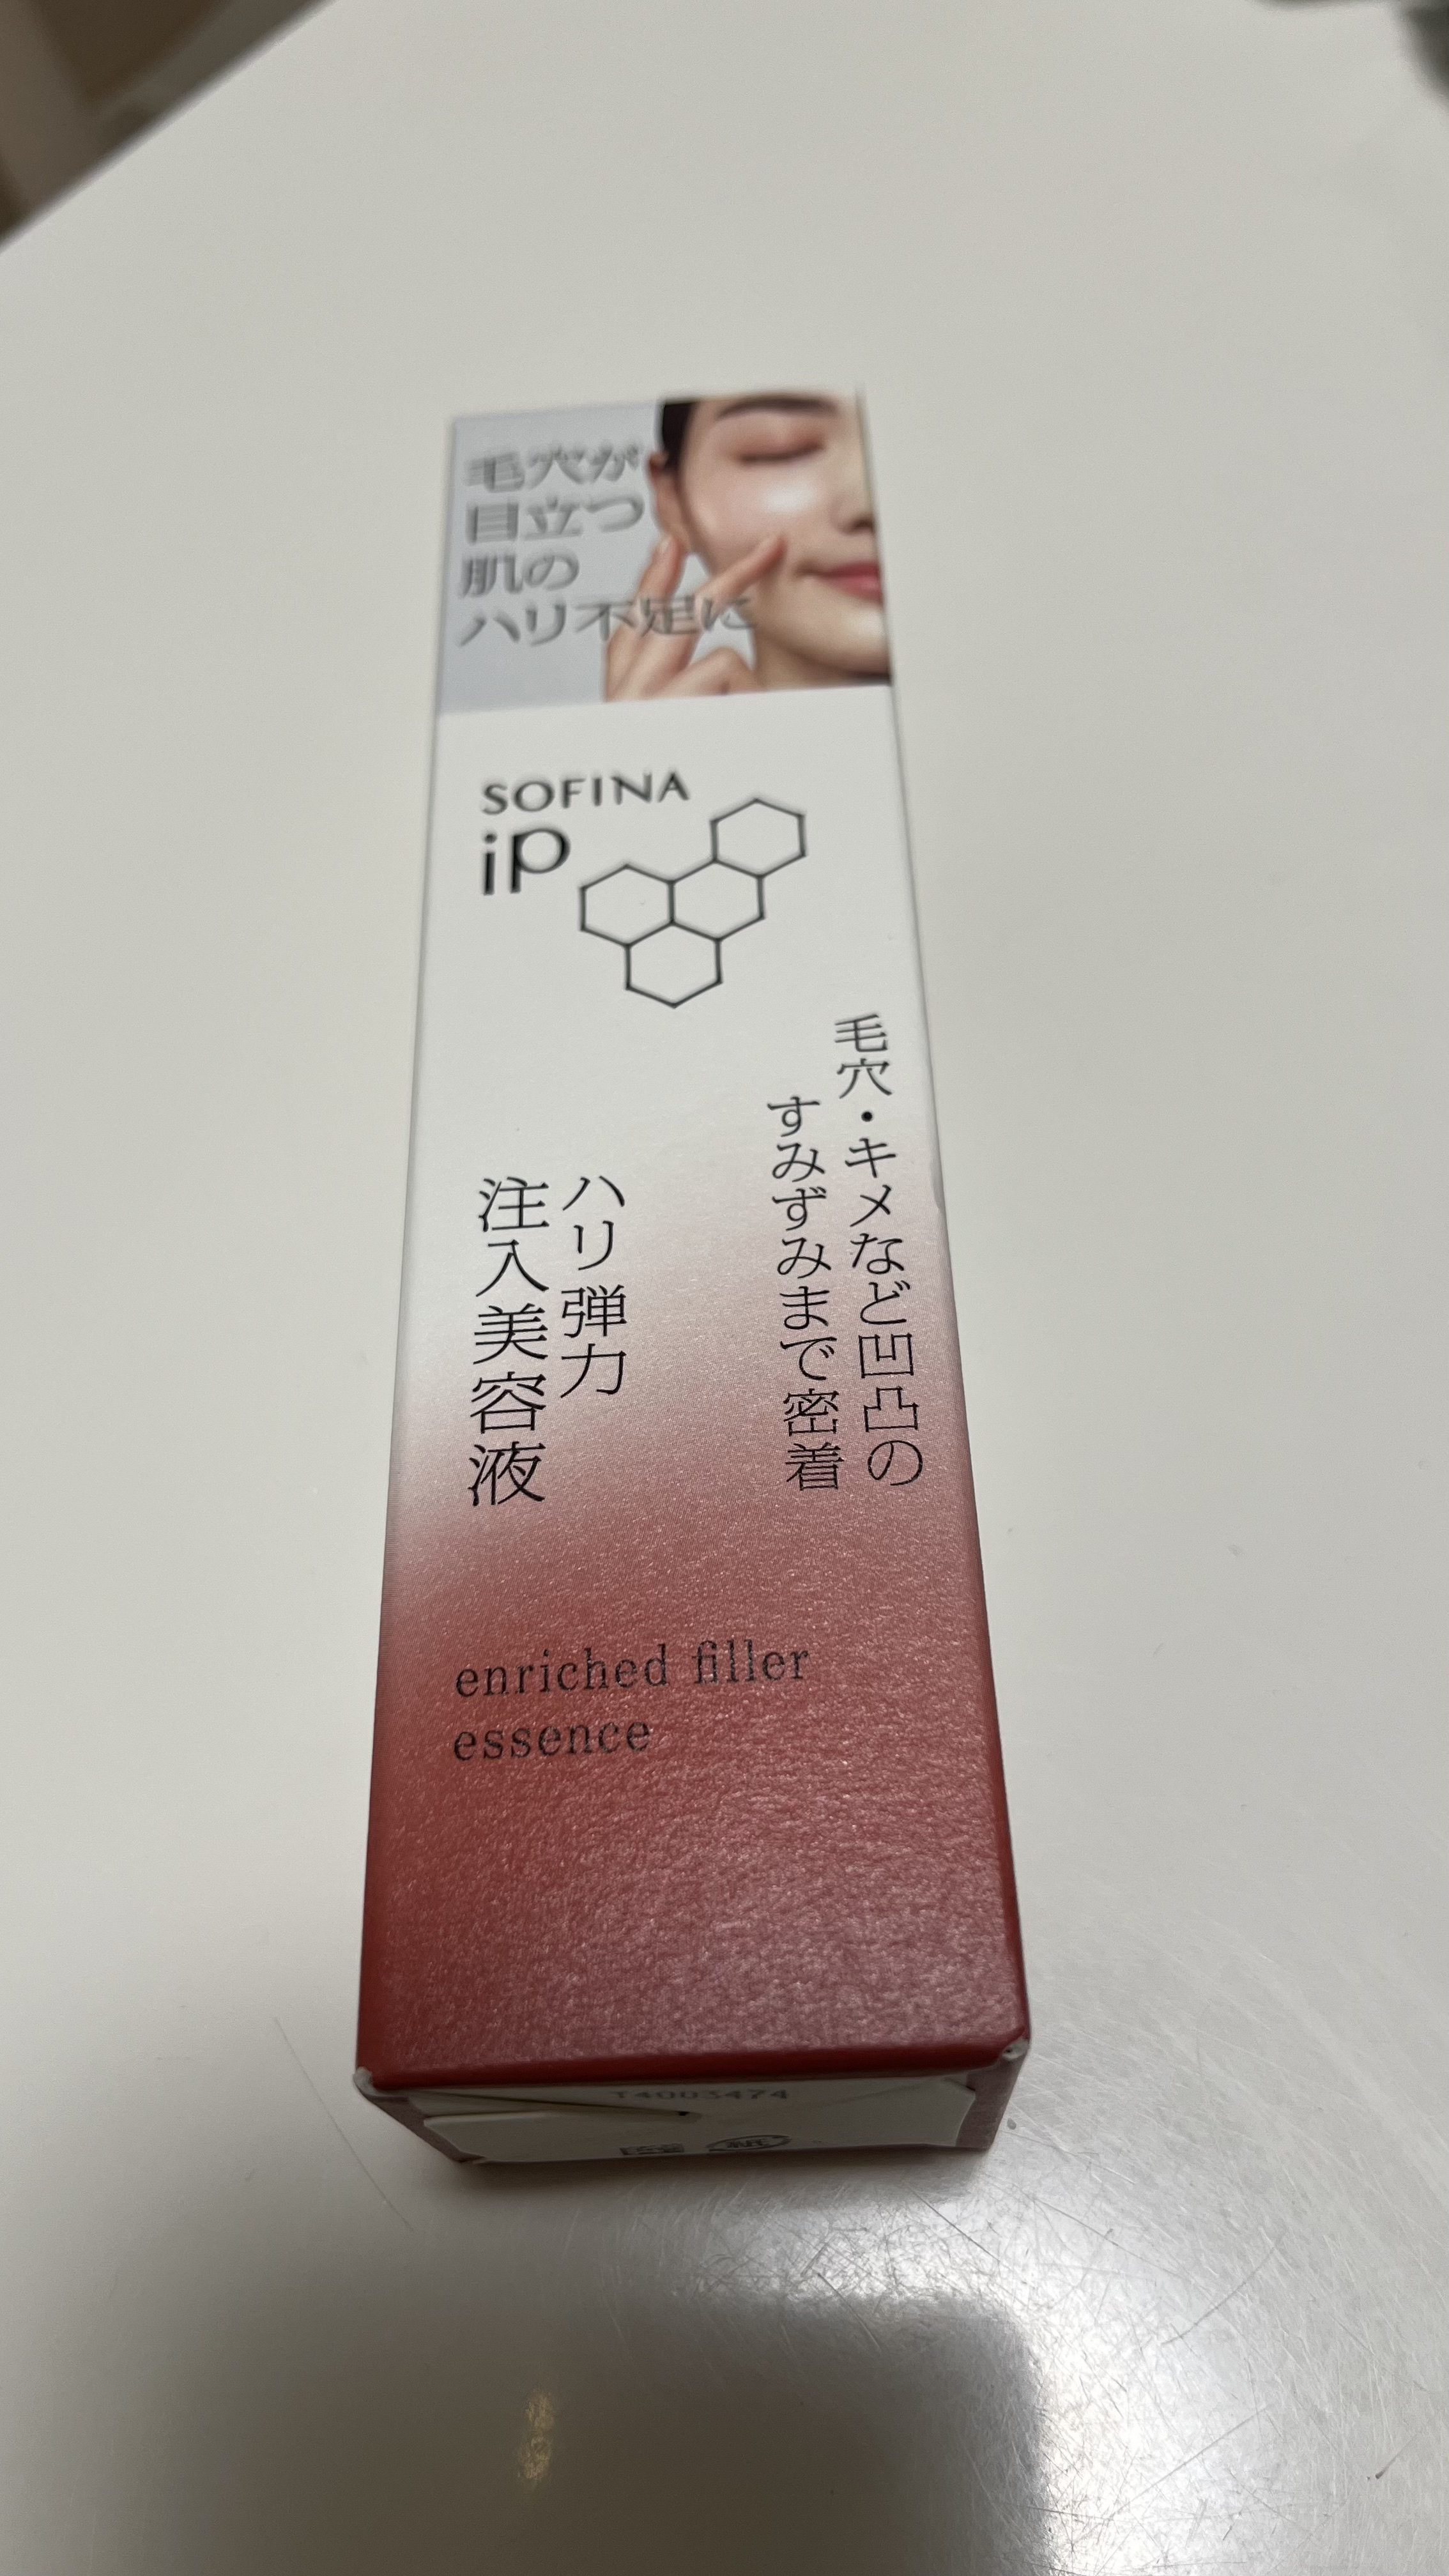 毛穴が
目立つ
肌の
ハリ不足に
SOFINA
iP
毛穴・キメなど凹凸の
すみずみまで密着
ハリ弾力
注入美容液
enriched filler
essence
T4003474
紙